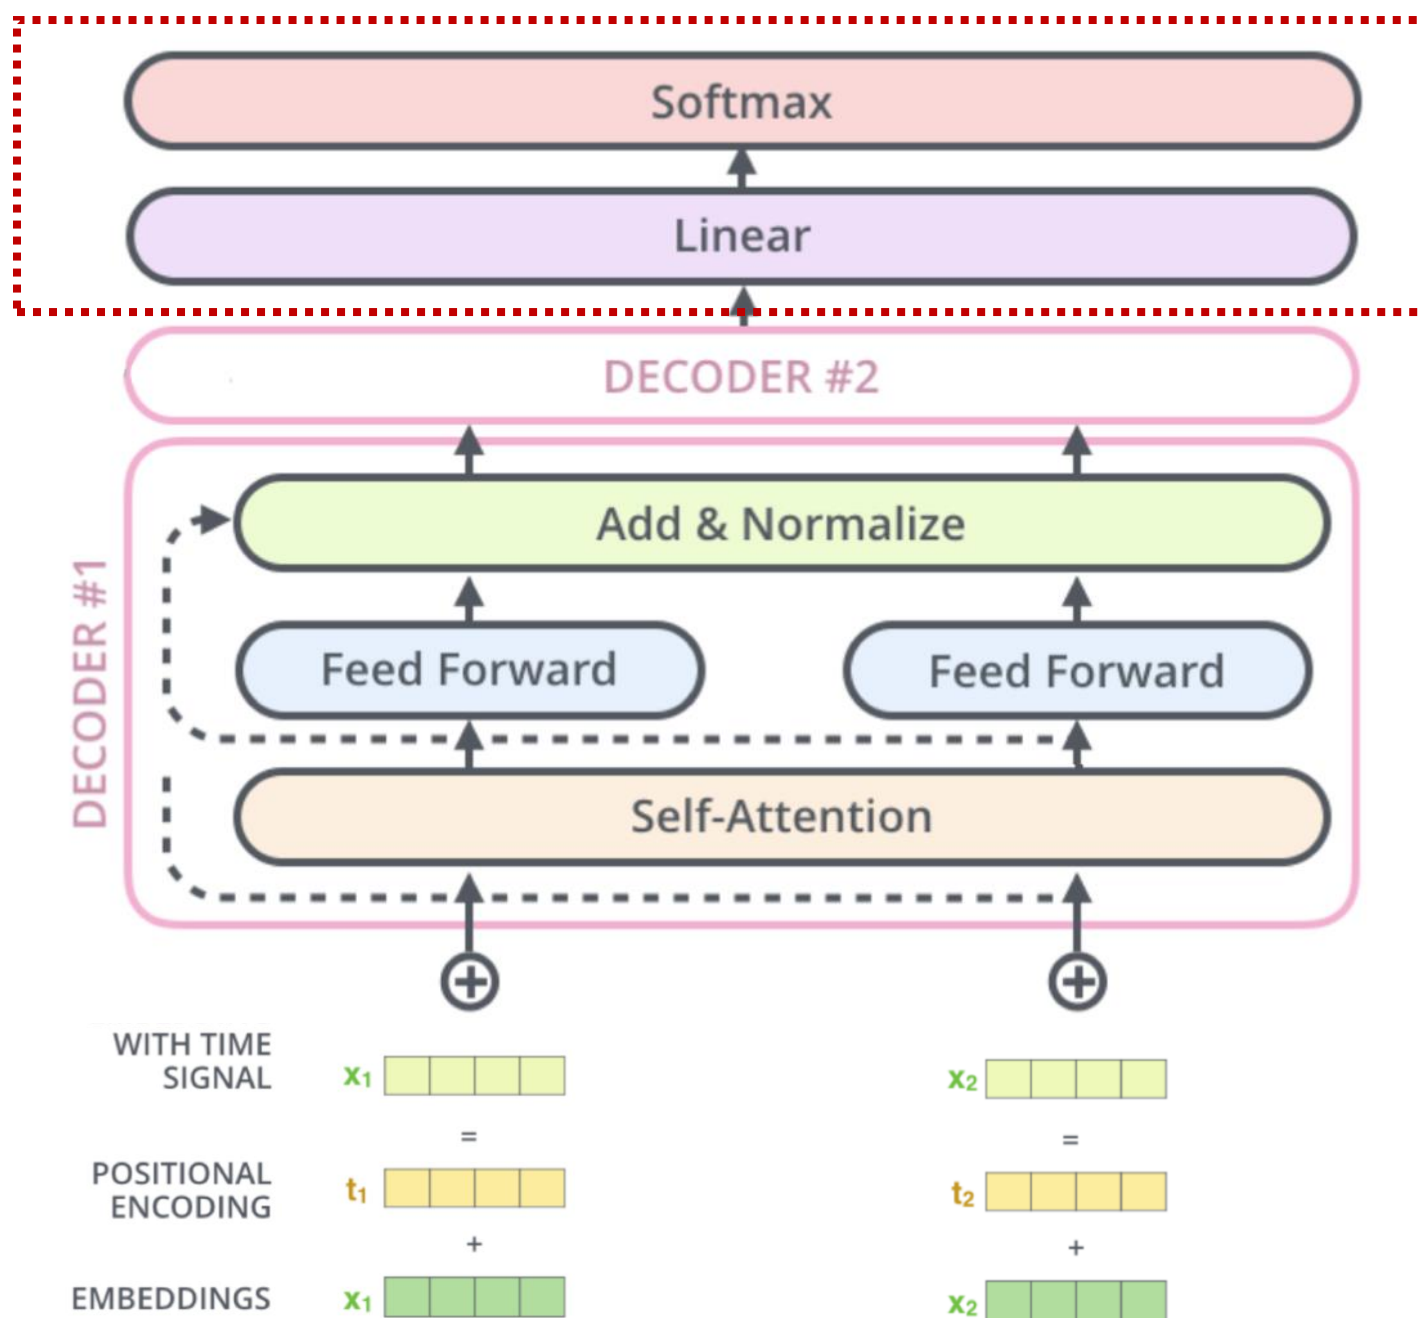 Softmax
Linear
DECODER #2
DECODER #1
Add & Normalize
Feed Forward
Feed Forward
Self-Attention
WITH TIME
SIGNAL
x₁
x₂
=
=
POSITIONAL
ENCODING
t₁
t₂
+
+
EMBEDDINGS
x₁
x₂